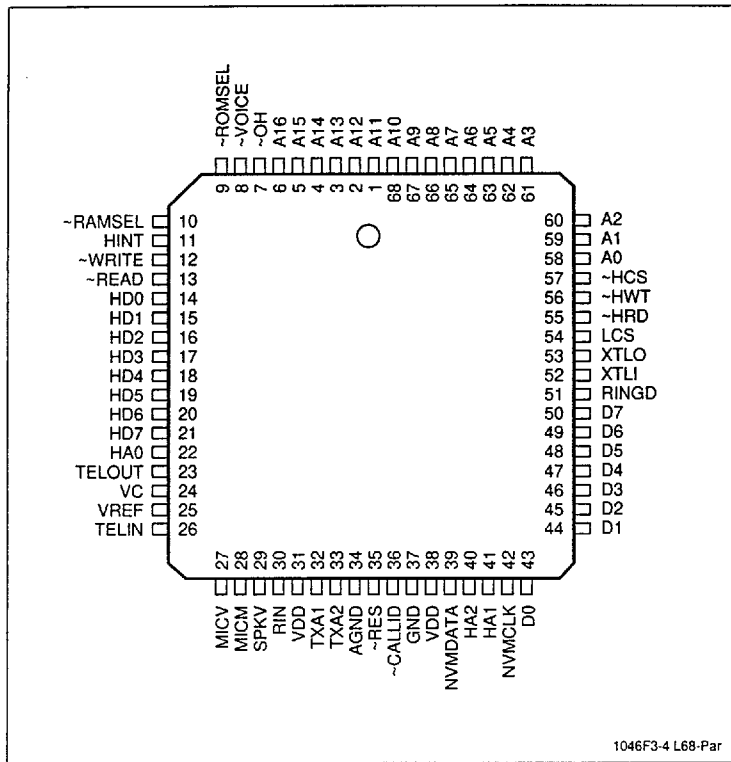 ~ROMSEL
~VOICE
~OH
A16
A15
A14
A13
A12
A11
A10
A9
A8
A7
A6
A5
A4
A3
9 8 7 6 5 4 3 2 1 68 67 66 65 64 63 62 61
~RAMSEL 10
HINT 11
~WRITE 12
~READ 13
HD0 14
HD1 15
HD2 16
HD3 17
HD4 18
HD5 19
HD6 20
HD7 21
HA0 22
TELOUT 23
VC 24
VREF 25
TELIN 26
60 A2
59 A1
58 A0
57 ~HCS
56 ~HWT
55 ~HRD
54 LCS
53 XTLO
52 XTLI
51 RINGD
50 D7
49 D6
48 D5
47 D4
46 D3
45 D2
44 D1
27 28 29 30 31 32 33 34 35 36 37 38 39 40 41 42 43
MICV
MICM
SPKV
RIN
VDD
TXA1
TXA2
AGND
~RES
~CALLID
GND
VDD
NVMDATA
HA2
HA1
NVMCLK
D0
1046F3-4 L68-Par